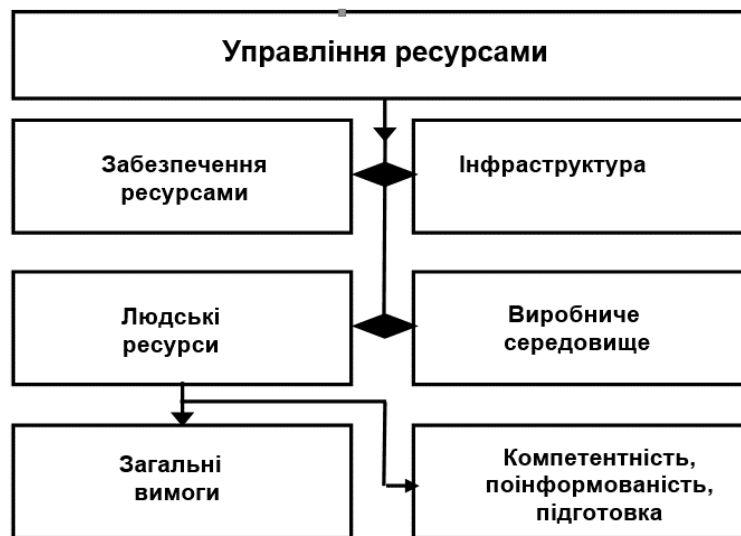 Управління ресурсами
Забезпечення
ресурсами
Інфраструктура
Людські
ресурси
Виробниче
середовище
Загальні
вимоги
Компетентність,
поінформованість,
підготовка